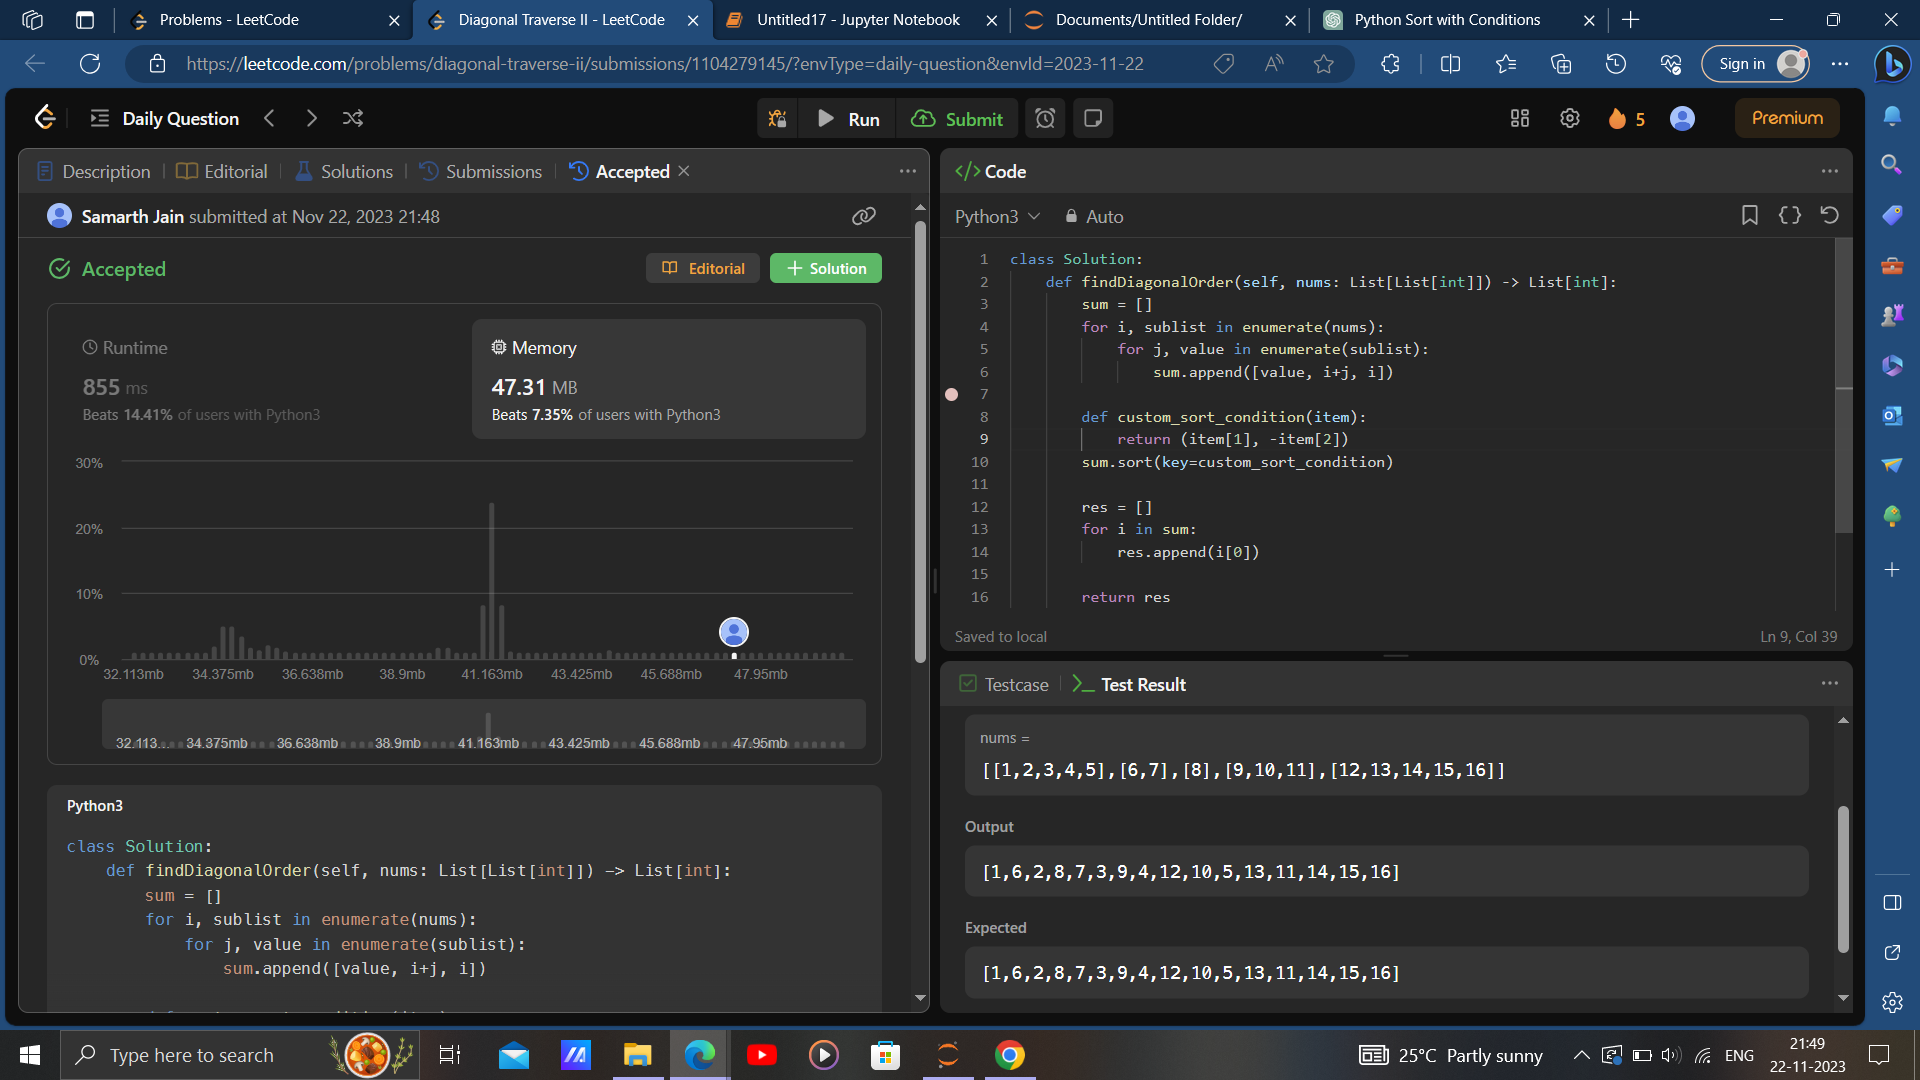 Problems - LeetCode
Diagonal Traverse II - LeetCode
Untitled17 - Jupyter Notebook
Documents/Untitled Folder/
Python Sort with Conditions
https://leetcode.com/problems/diagonal-traverse-ii/submissions/1104279145/?envType=daily-question&envId=2023-11-22
Sign in
Daily Question
Run
Submit
5
Premium
Description
Editorial
Solutions
Submissions
Accepted
Samarth Jain submitted at Nov 22, 2023 21:48
Accepted
Editorial
Solution
Runtime
855 ms
Beats 14.41% of users with Python3
Memory
47.31 MB
Beats 7.35% of users with Python3
30%
20%
10%
0%
32.113mb 34.375mb 36.638mb 38.9mb 41.163mb 43.425mb 45.688mb 47.95mb
32.113... 34.375mb 36.638mb 38.9mb 41.163mb 43.425mb 45.688mb 47.95mb
Python3
class Solution:
def findDiagonalOrder(self, nums: List[List[int]]) -> List[int]:
sum = []
for i, sublist in enumerate(nums):
for j, value in enumerate(sublist):
sum.append([value, i+j, i])
Code
Python3
Auto
1 class Solution:
2 def findDiagonalOrder(self, nums: List[List[int]]) -> List[int]:
3 sum = []
4 for i, sublist in enumerate(nums):
5 for j, value in enumerate(sublist):
6 sum.append([value, i+j, i])
7
8 def custom_sort_condition(item):
9 return (item[1], -item[2])
10 sum.sort(key=custom_sort_condition)
11
12 res = []
13 for i in sum:
14 res.append(i[0])
15
16 return res
Saved to local
Ln 9, Col 39
Testcase
Test Result
nums =
[[1,2,3,4,5],[6,7],[8],[9,10,11],[12,13,14,15,16]]
Output
[1,6,2,8,7,3,9,4,12,10,5,13,11,14,15,16]
Expected
[1,6,2,8,7,3,9,4,12,10,5,13,11,14,15,16]
Type here to search
25°C Partly sunny
ENG
21:49
22-11-2023